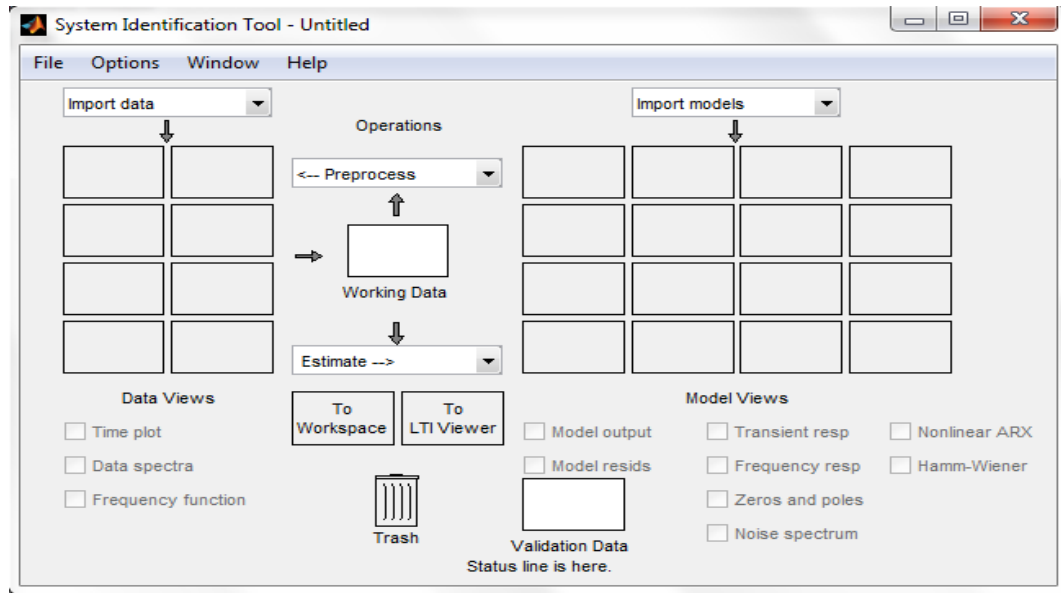 System Identification Tool - Untitled
File Options Window Help
Import data
Import models
Operations
<-- Preprocess
Working Data
Estimate -->
Data Views
Time plot
Data spectra
Frequency function
To Workspace
To LTI Viewer
Trash
Model Views
Model output
Transient resp
Nonlinear ARX
Model resids
Frequency resp
Hamm-Wiener
Zeros and poles
Noise spectrum
Validation Data
Status line is here.